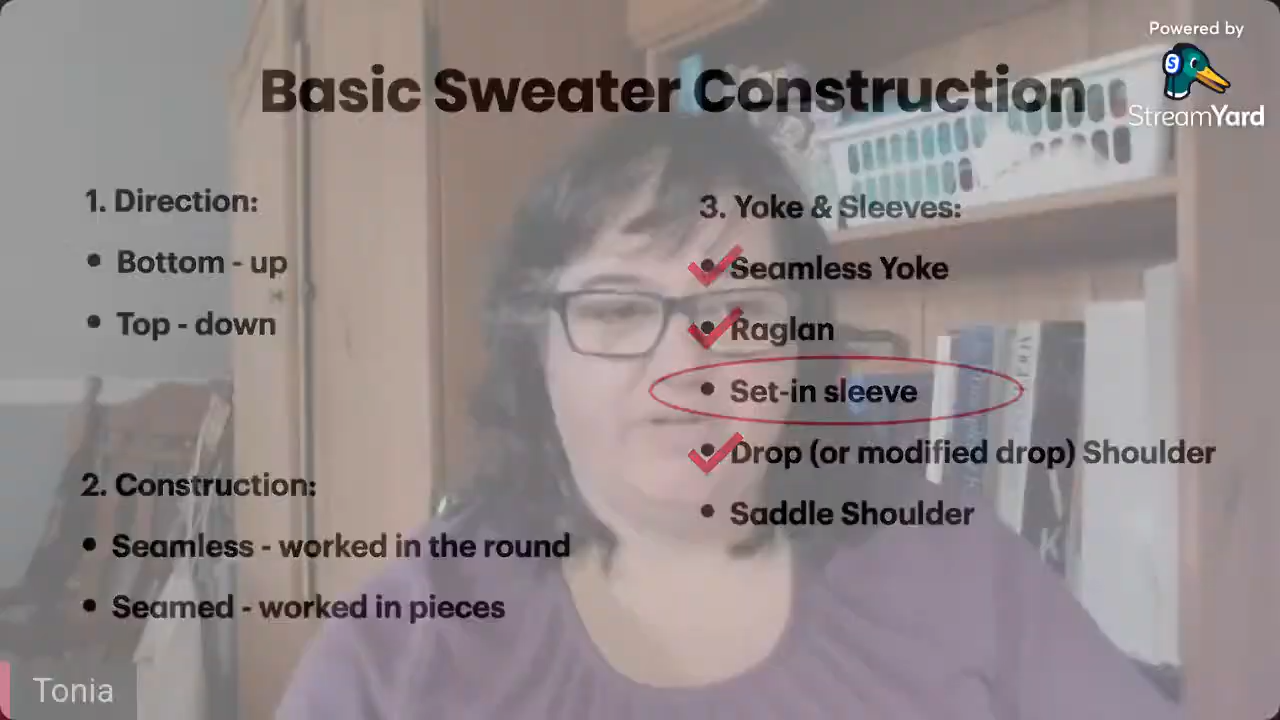 Powered by
StreamYard
Basic Sweater Construction
1. Direction:
• Bottom - up
• Top - down
2. Construction:
• Seamless - worked in the round
• Seamed - worked in pieces
3. Yoke & Sleeves:
• Seamless Yoke
• Raglan
• Set-in sleeve
• Drop (or modified drop) Shoulder
• Saddle Shoulder
Tonia